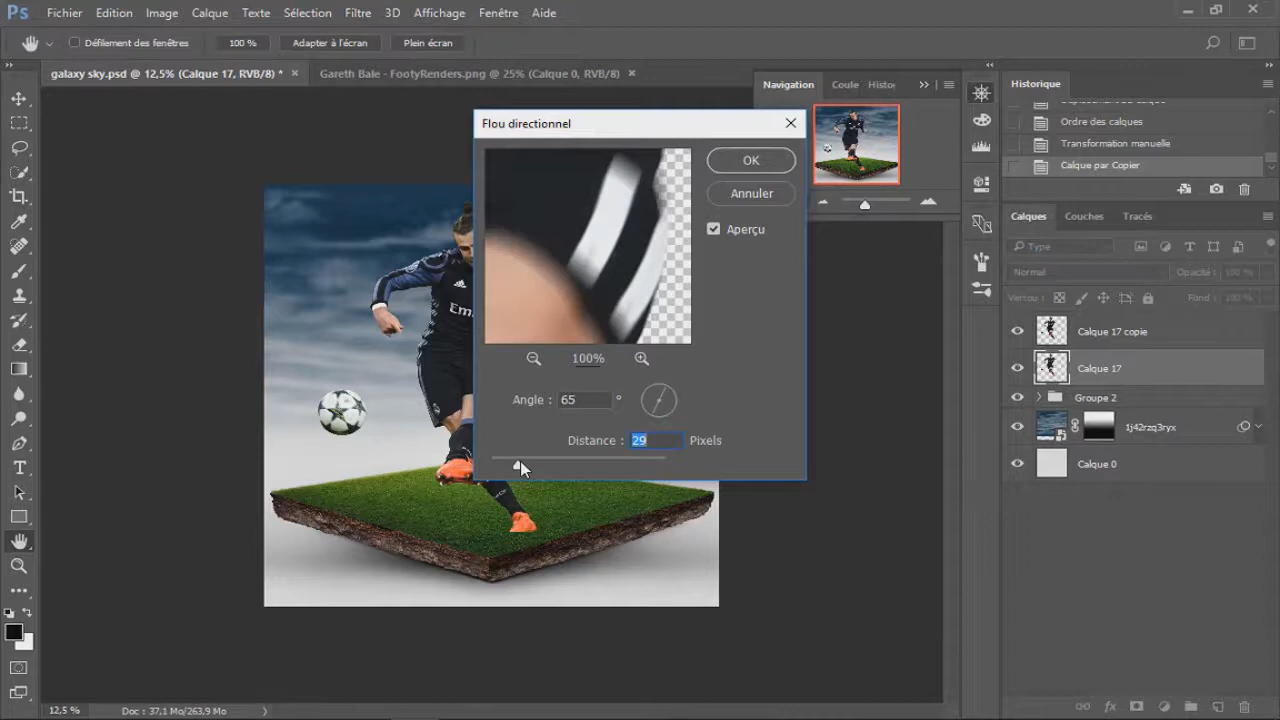 Ps Fichier Edition Image Calque Texte Sélection Filtre 3D Affichage Fenêtre Aide
Défilement des fenêtres 100 % Adapter à l'écran Plein écran
galaxy sky.psd @ 12,5% (Calque 17, RVB/8) * × Gareth Bale - FootyRenders.png @ 25% (Calque 0, RVB/8) ×
Navigation Coule Histo
Historique
Ordre des calques
Transformation manuelle
Calque par Copier
Flou directionnel
OK
Annuler
Aperçu
100%
Angle : 65 °
Distance : 29 Pixels
Calques Couches Tracés
Type
Normal Opacité : 100 %
Verrou : Fond : 100 %
Calque 17 copie
Calque 17
Groupe 2
1j42rzq3ryx
Calque 0
12,5 % Doc : 37,1 Mo/263,9 Mo